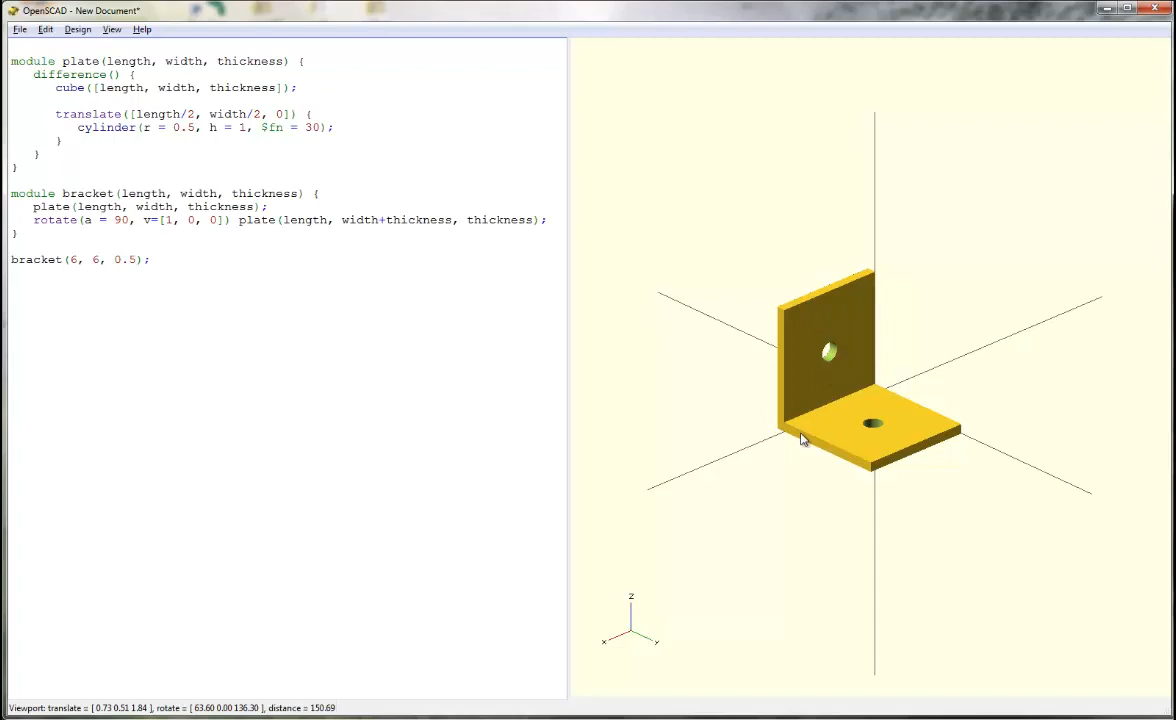 OpenSCAD - New Document*
File Edit Design View Help
module plate(length, width, thickness) {
difference() {
cube([length, width, thickness]);
translate([length/2, width/2, 0]) {
cylinder(r = 0.5, h = 1, $fn = 30);
}
}
}
module bracket(length, width, thickness) {
plate(length, width, thickness);
rotate(a = 90, v=[1, 0, 0]) plate(length, width+thickness, thickness);
}
bracket(6, 6, 0.5);
z
x
y
Viewport: translate = [ 0.73 0.51 1.84 ], rotate = [ 63.60 0.00 136.30 ], distance = 150.69